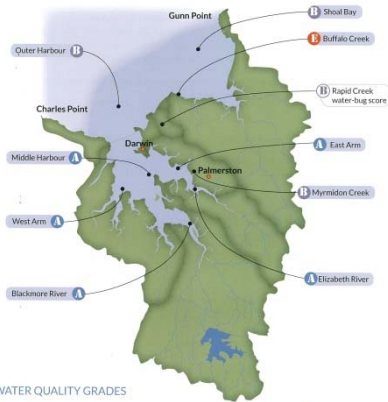 Gunn Point
B Shoal Bay
E Buffalo Creek
Outer Harbour B
B Rapid Creek
water-bug score
Charles Point
Darwin
A East Arm
Middle Harbour A
Palmerston
B Myrmidon Creek
West Arm A
A Elizabeth River
Blackmore River A
WATER QUALITY GRADES